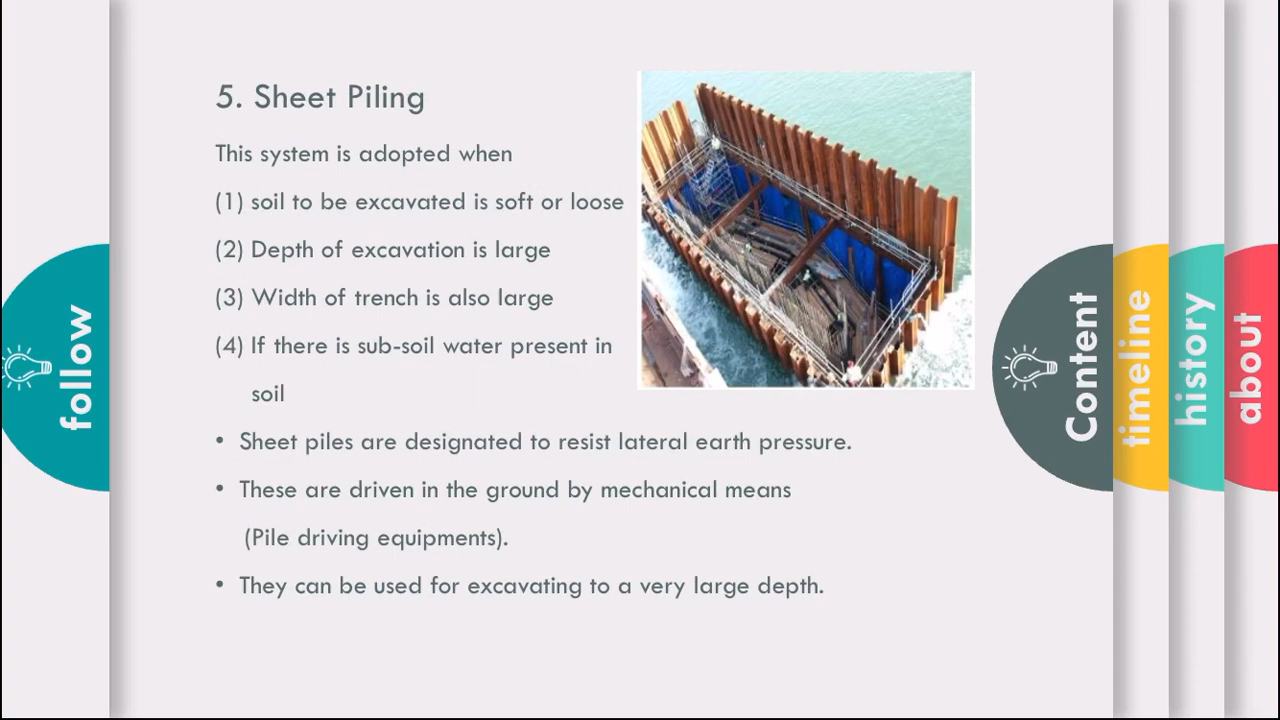 5. Sheet Piling
This system is adopted when
(1) soil to be excavated is soft or loose
(2) Depth of excavation is large
(3) Width of trench is also large
(4) If there is sub-soil water present in
soil
• Sheet piles are designated to resist lateral earth pressure.
• These are driven in the ground by mechanical means
(Pile driving equipments).
• They can be used for excavating to a very large depth.
follow
Content
timeline
history
about